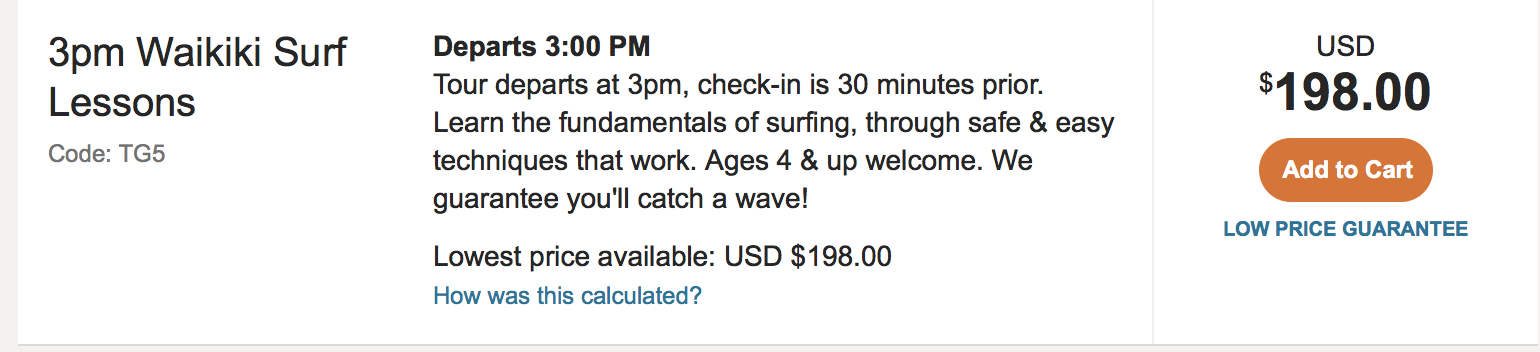 3pm Waikiki Surf
Lessons
Code: TG5
Departs 3:00 PM
Tour departs at 3pm, check-in is 30 minutes prior.
Learn the fundamentals of surfing, through safe & easy
techniques that work. Ages 4 & up welcome. We
guarantee you'll catch a wave!
Lowest price available: USD $198.00
How was this calculated?
USD
$198.00
Add to Cart
LOW PRICE GUARANTEE